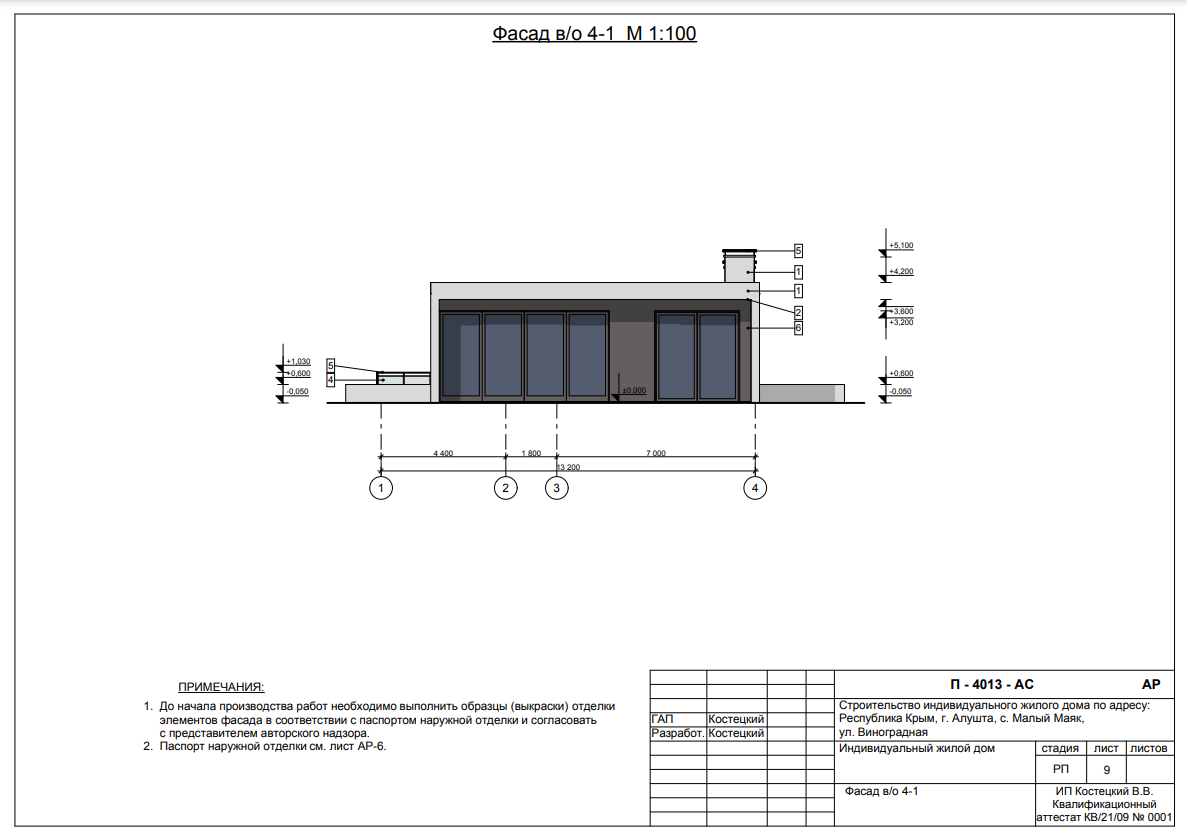 Фасад в/о 4-1 М 1:100
5
1
1
2
6
+5,100
+4,200
+3,600
+3,200
+0,600
-0,050
+1,030
+0,600
-0,050
5
4
±0,000
4 400
1 800
7 000
13 200
1
2
3
4
ПРИМЕЧАНИЯ:
1. До начала производства работ необходимо выполнить образцы (выкраски) отделки
элементов фасада в соответствии с паспортом наружной отделки и согласовать
с представителем авторского надзора.
2. Паспорт наружной отделки см. лист АР-6.
П - 4013 - АС АР
Строительство индивидуального жилого дома по адресу:
Республика Крым, г. Алушта, с. Малый Маяк,
ул. Виноградная
ГАП Костецкий
Разработ. Костецкий
Индивидуальный жилой дом
стадия лист листов
РП 9
Фасад в/о 4-1
ИП Костецкий В.В.
Квалификационный
аттестат КВ/21/09 № 0001